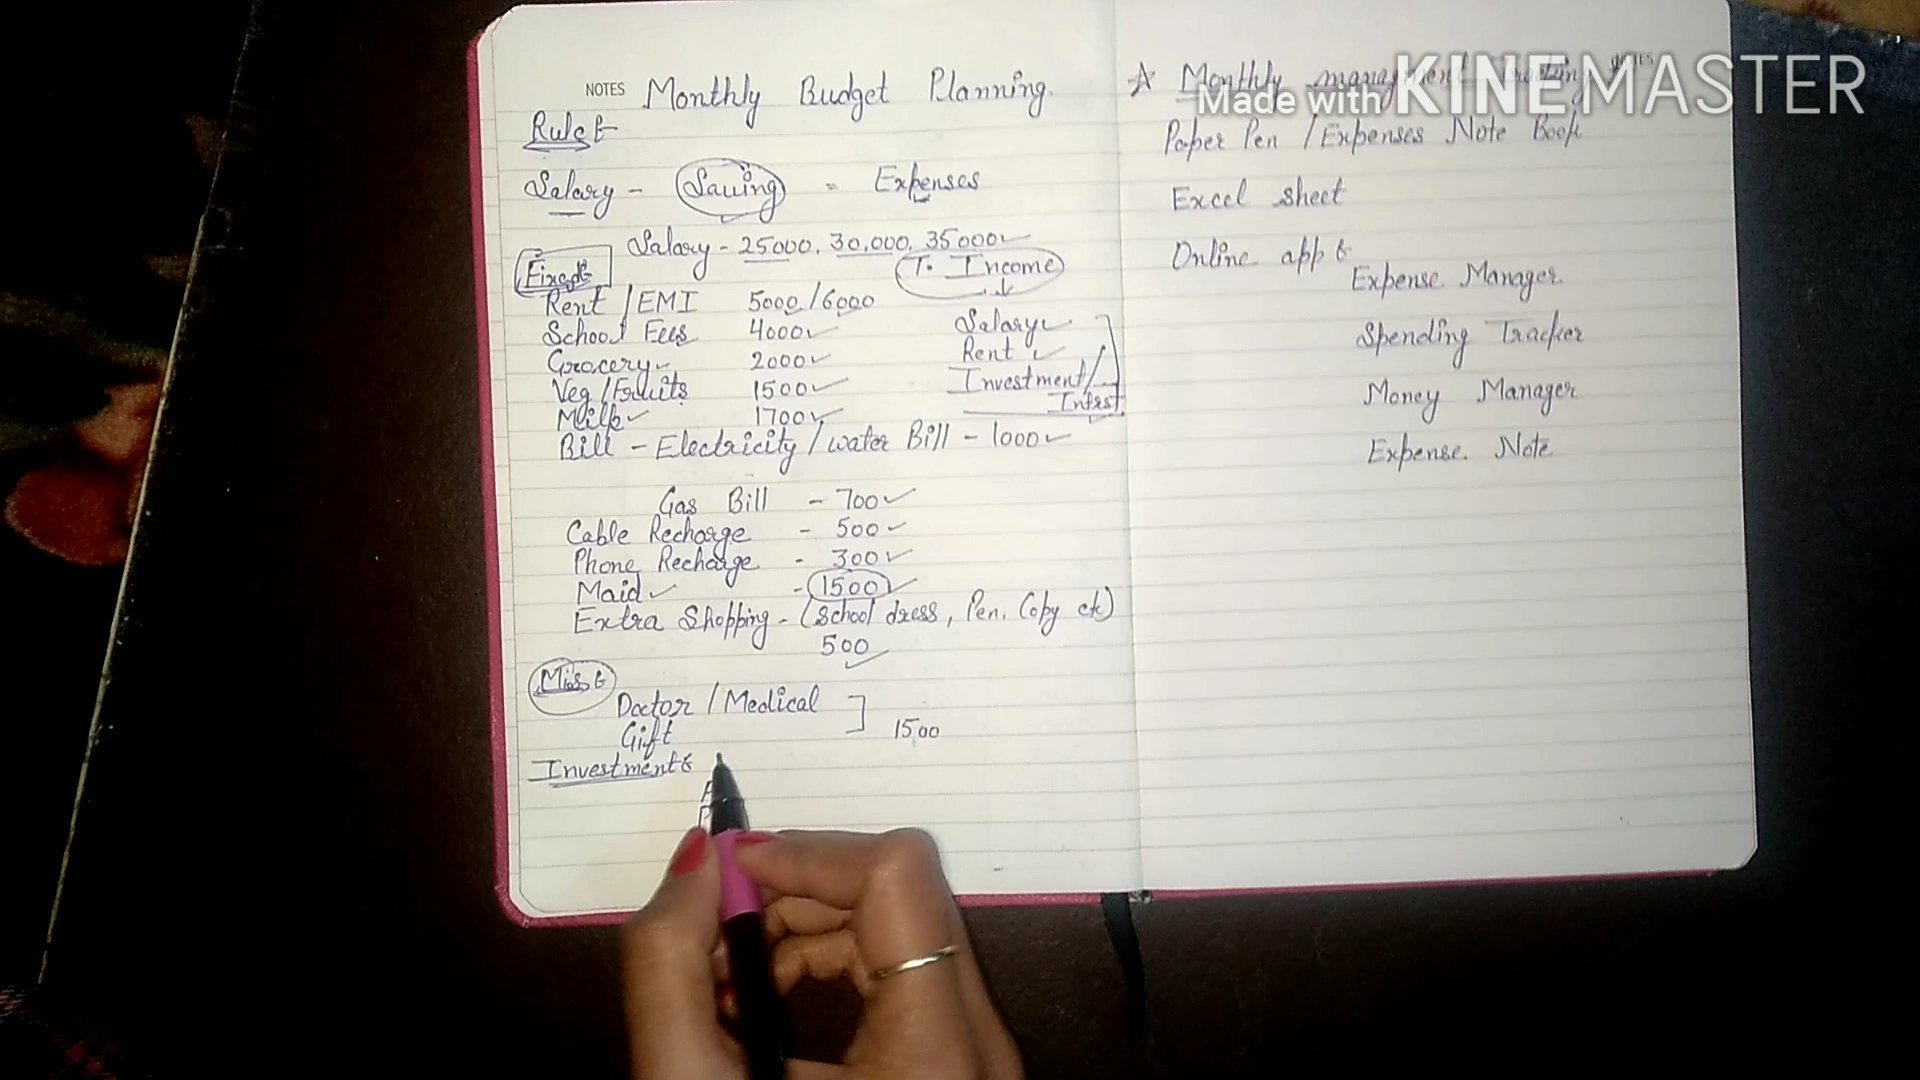 NOTES Monthly Budget Planning.
Rule:-
Salary - Saving = Expenses
Salary - 25000, 30,000, 35000
Fixed:-
T. Income
Rent / EMI 5000/6000
School Fees 4000
Grocery 2000
Veg / Fruits 1500
Milk 1700
Salary
Rent
Investment/
Intrst
Bill - Electricity / water Bill - 1000
Gas Bill - 700
Cable Recharge - 500
Phone Recharge - 300
Maid - 1500
Extra Shopping - (School dress, Pen, Copy etc)
500
Miss:-
Doctor / Medical
Gift
1500
Investment:-
☆ Monthly
Made with KINEMASTER
Paper Pen / Expenses Note Book
Excel sheet
Online app:-
Expense Manager
Spending Tracker
Money Manager
Expense. Note